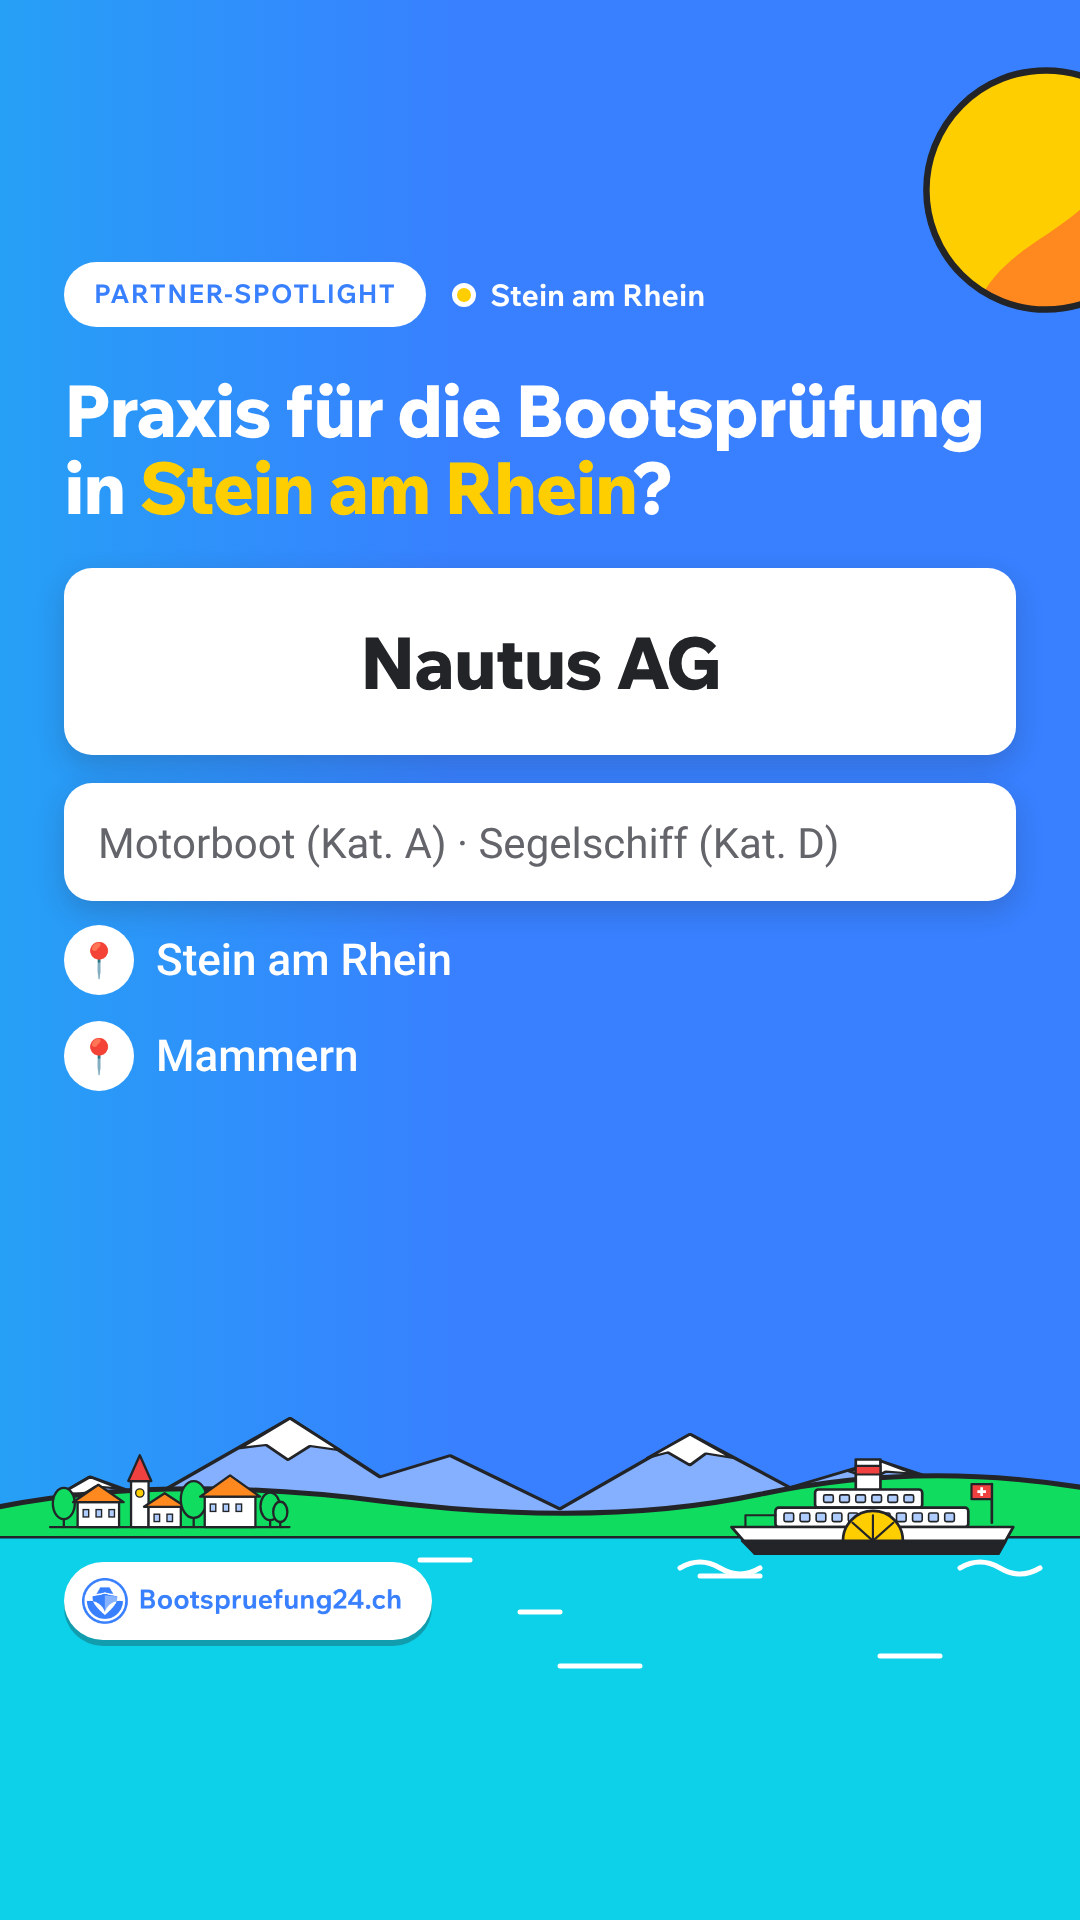 PARTNER-SPOTLIGHT
Stein am Rhein
Praxis für die Bootsprüfung
in Stein am Rhein?
Nautus AG
Motorboot (Kat. A) · Segelschiff (Kat. D)
Stein am Rhein
Mammern
Bootspruefung24.ch